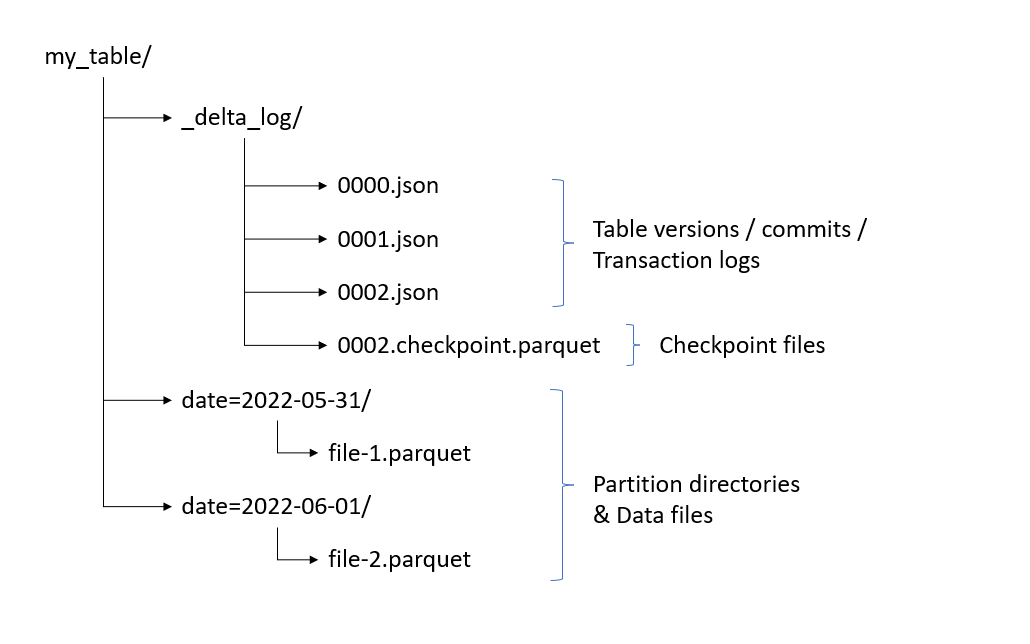 my_table/
_delta_log/
0000.json
0001.json
0002.json
Table versions / commits /
Transaction logs
0002.checkpoint.parquet
Checkpoint files
date=2022-05-31/
file-1.parquet
date=2022-06-01/
file-2.parquet
Partition directories
& Data files